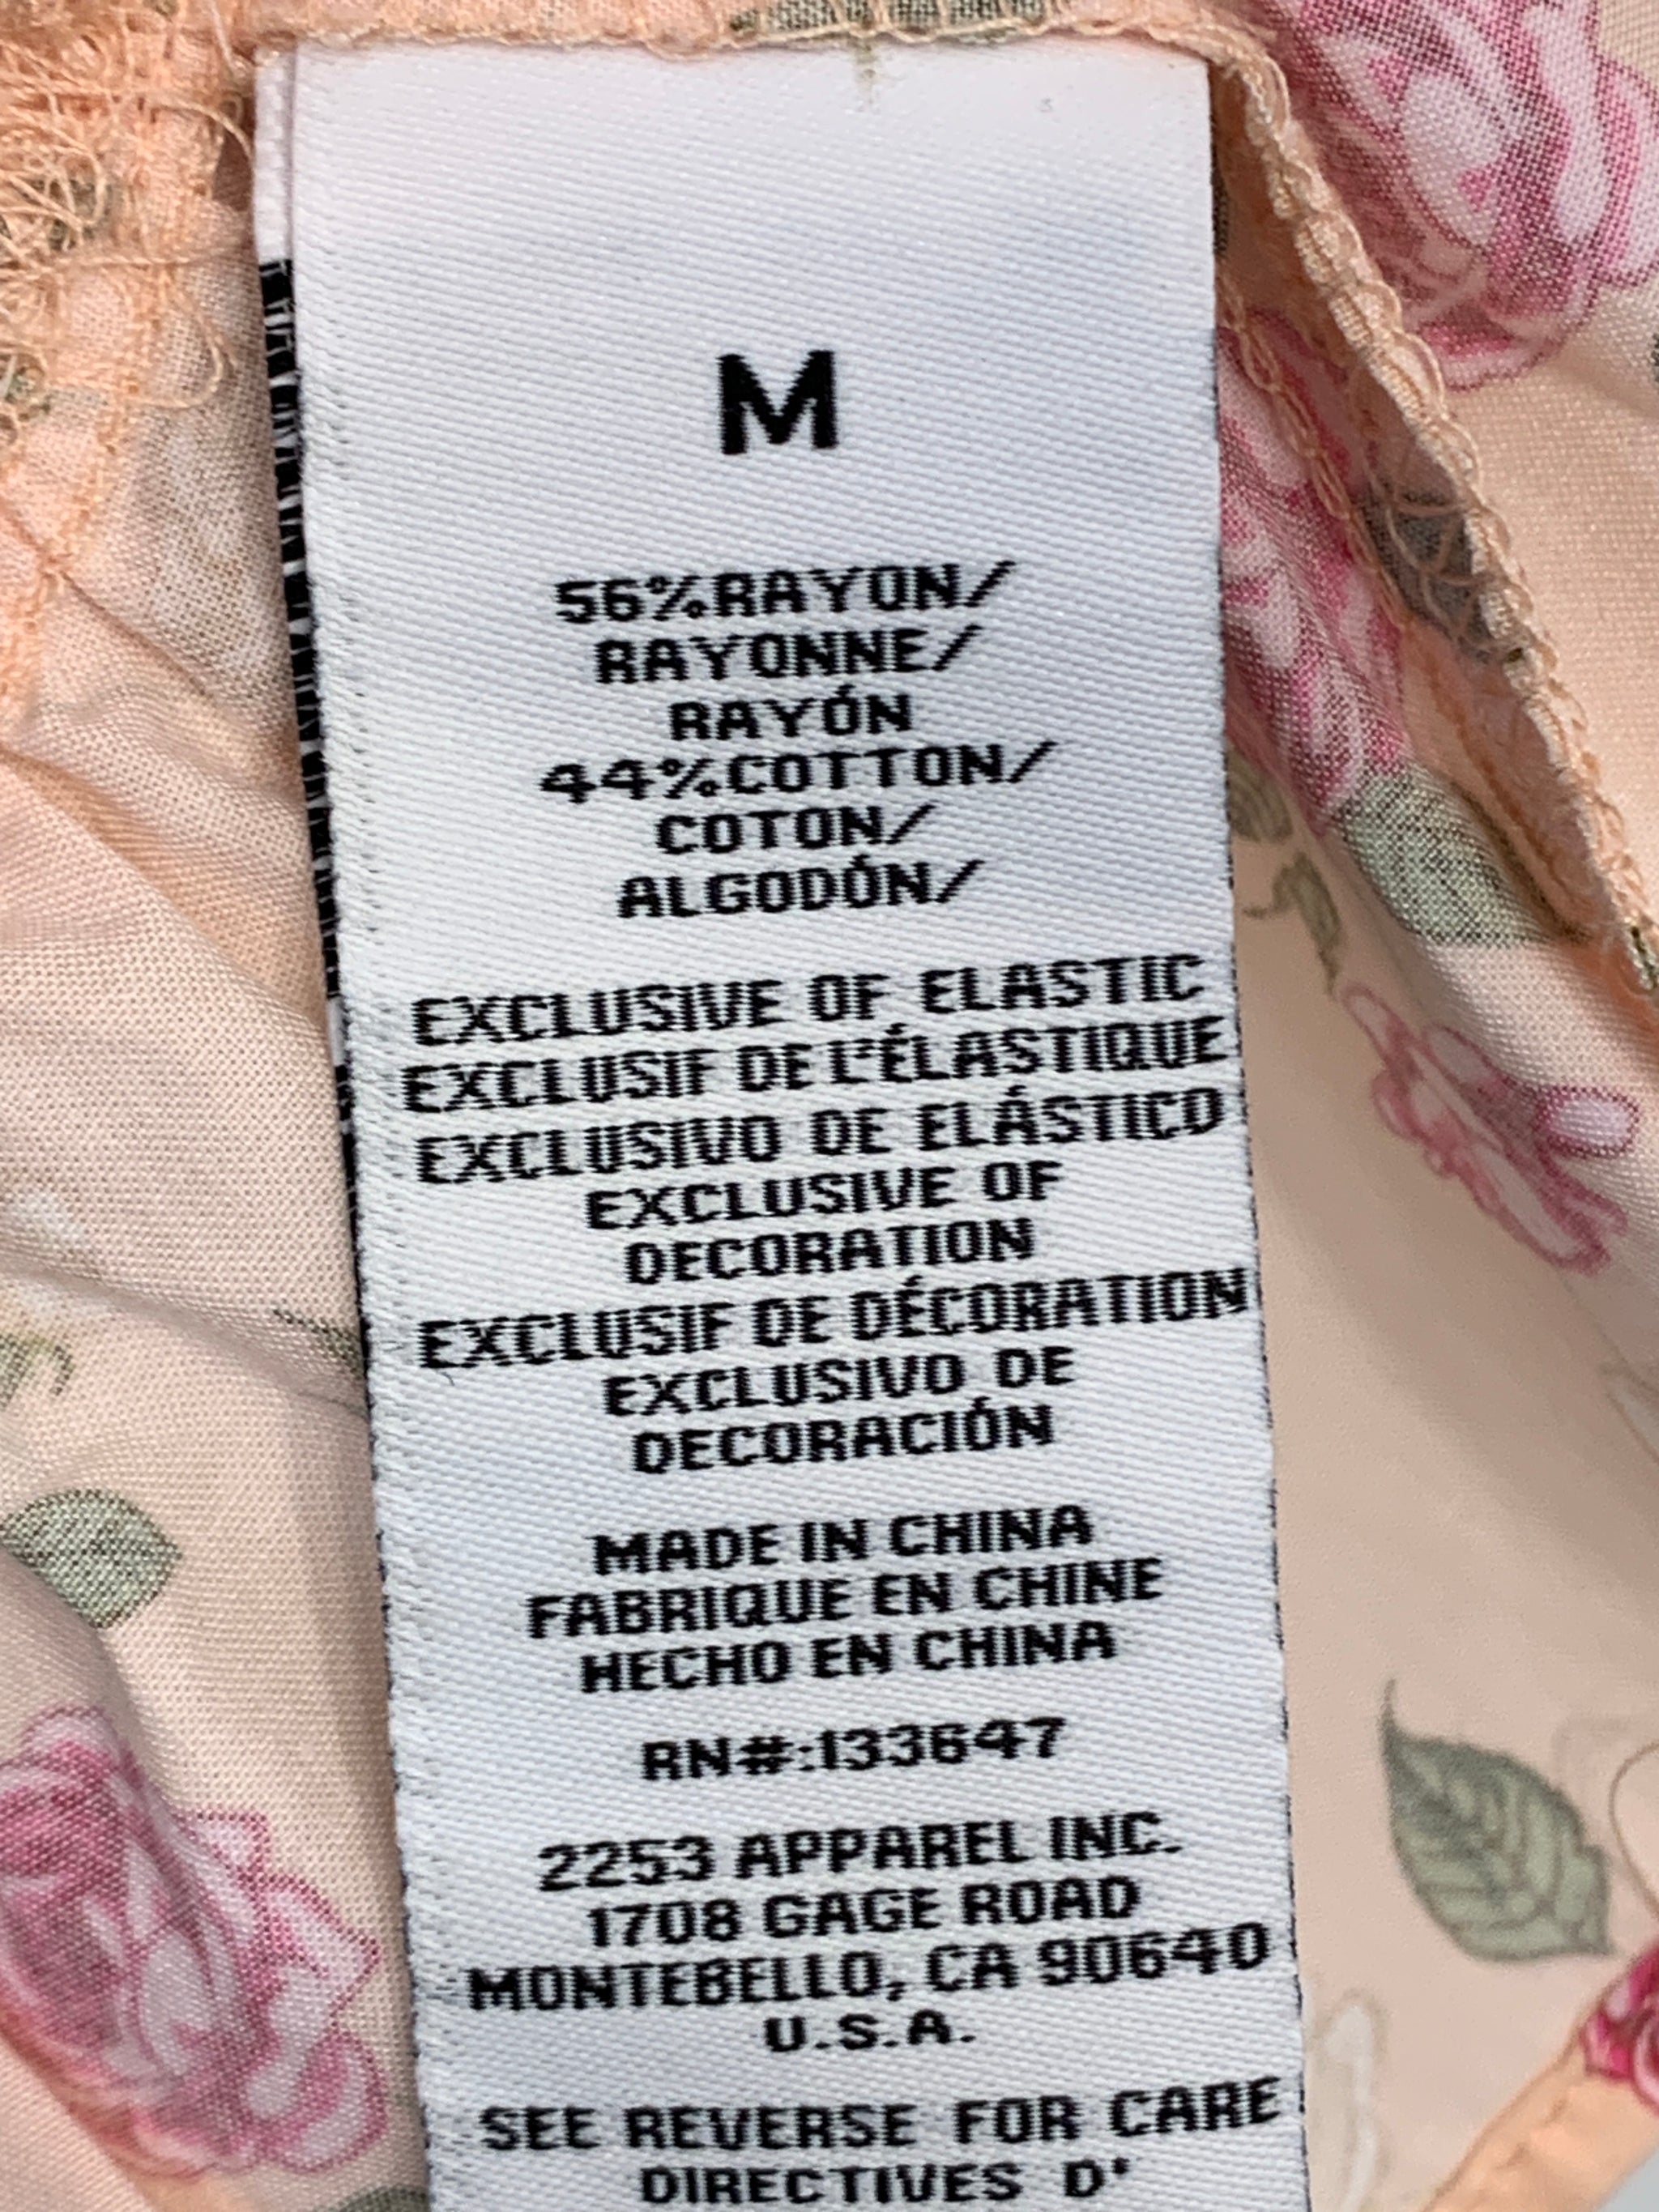 M
56%RAYON/
RAYONNE/
RAYÓN
44%COTTON/
COTON/
ALGODÓN/
EXCLUSIVE OF ELASTIC
EXCLUSIF DE L'ÉLASTIQUE
EXCLUSIVO DE ELÁSTICO
EXCLUSIVE OF
DECORATION
EXCLUSIF DE DÉCORATION
EXCLUSIVO DE
DECORACIÓN
MADE IN CHINA
FABRIQUE EN CHINE
HECHO EN CHINA
RN#:133647
2253 APPAREL INC.
1708 GAGE ROAD
MONTEBELLO, CA 90640
U.S.A.
SEE REVERSE FOR CARE
DIRECTIVES D'